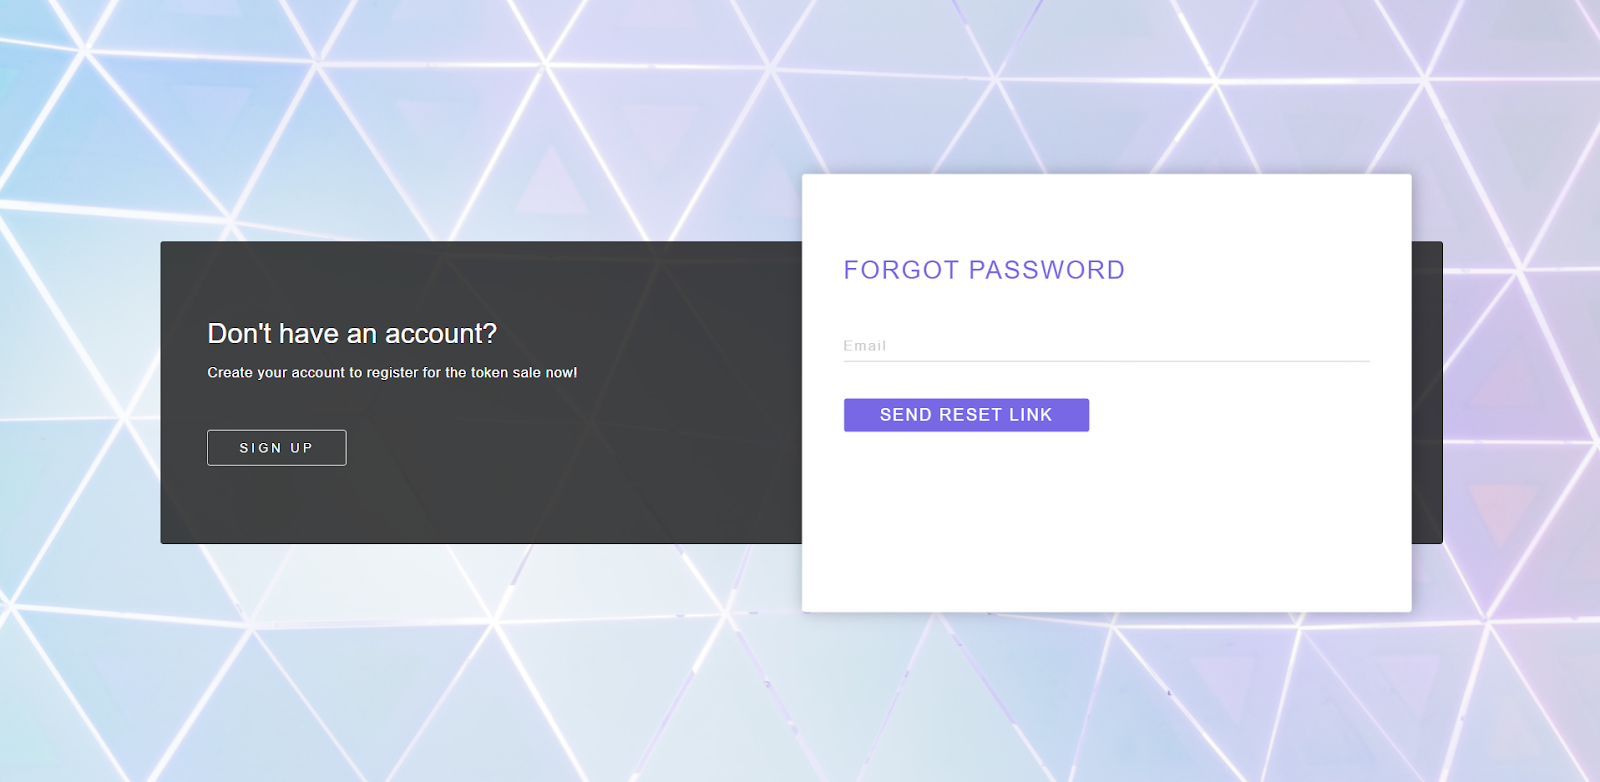 Don't have an account?
Create your account to register for the token sale now!
SIGN UP
FORGOT PASSWORD
Email
SEND RESET LINK